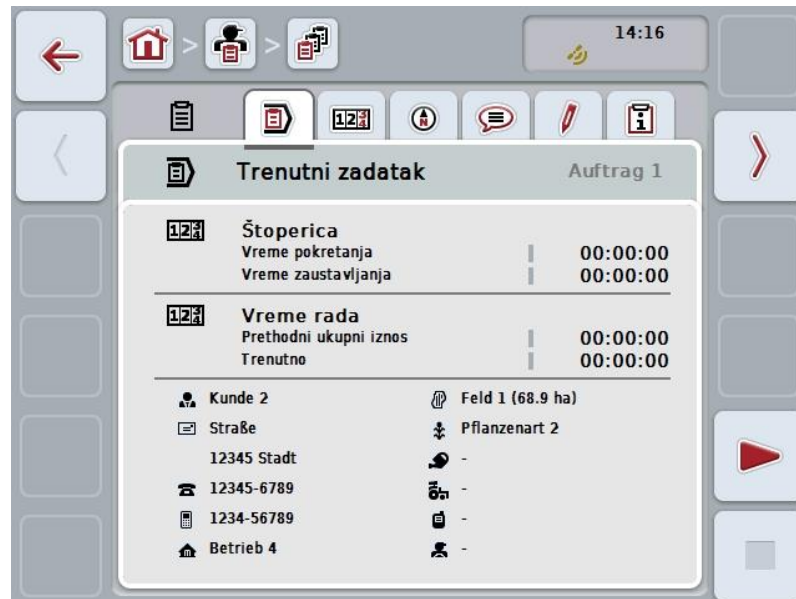 14:16
Trenutni zadatak Auftrag 1
Štoperica
Vreme pokretanja 00:00:00
Vreme zaustavljanja 00:00:00
Vreme rada
Prethodni ukupni iznos 00:00:00
Trenutno 00:00:00
Kunde 2 Feld 1 (68.9 ha)
Straße Pflanzenart 2
12345 Stadt -
12345-6789 -
1234-56789 -
Betrieb 4 -